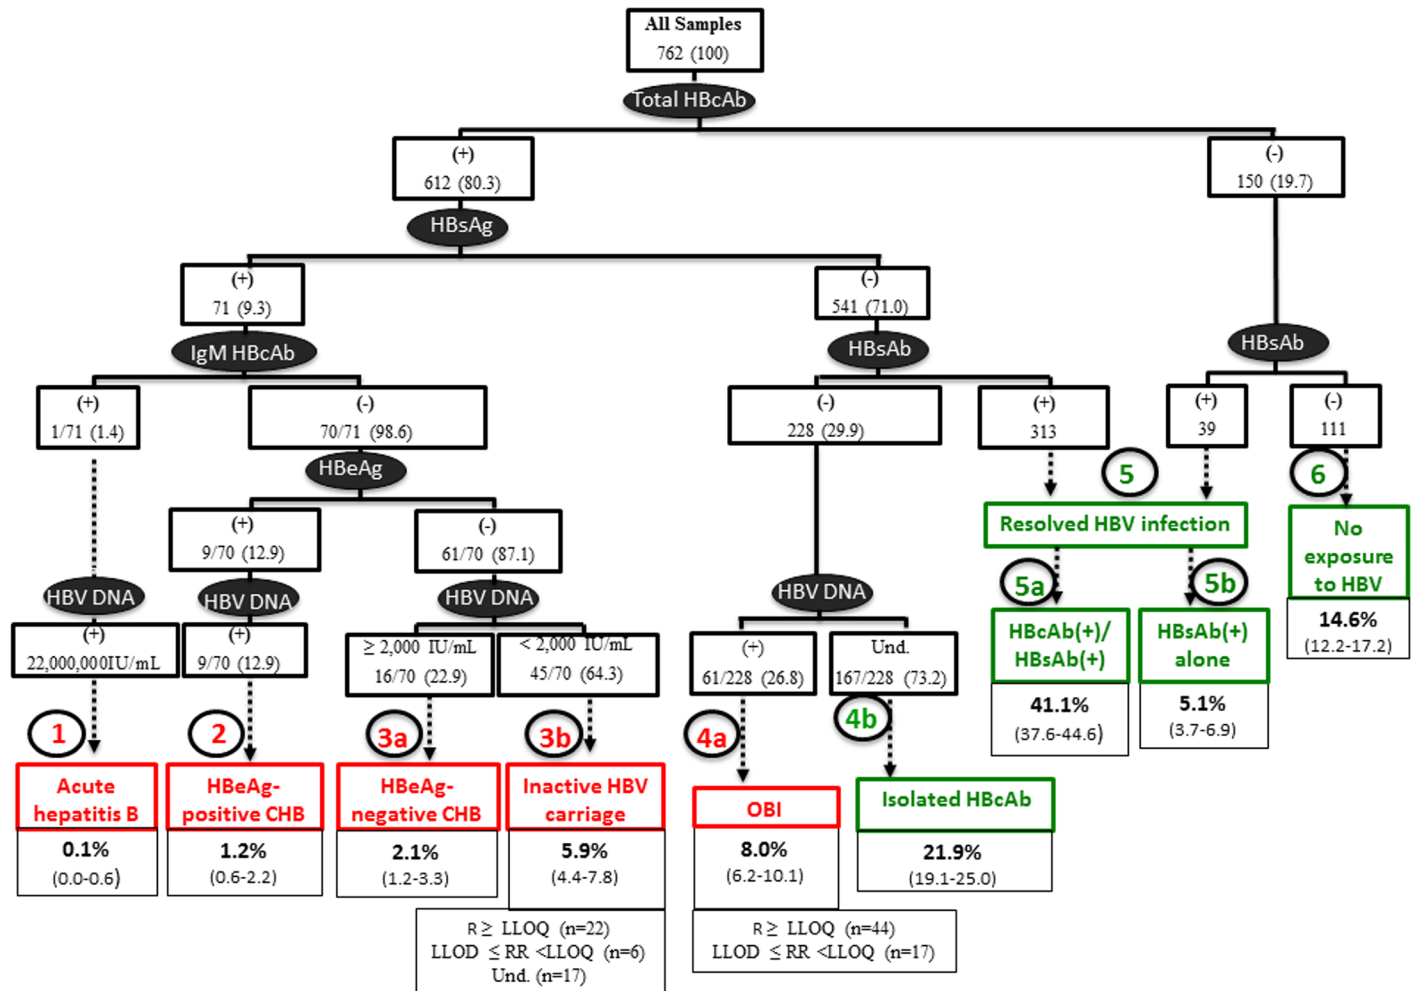 All Samples
762 (100)
Total HBcAb
(+)
612 (80.3)
(-)
150 (19.7)
HBsAg
(+)
71 (9.3)
(-)
541 (71.0)
IgM HBcAb
HBsAb
HBsAb
(+)
1/71 (1.4)
(-)
70/71 (98.6)
(-)
228 (29.9)
(+)
313
(+)
39
(-)
111
HBeAg
5
6
(+)
9/70 (12.9)
(-)
61/70 (87.1)
Resolved HBV infection
No
exposure
to HBV
14.6%
(12.2-17.2)
HBV DNA
HBV DNA
HBV DNA
HBV DNA
5a
5b
(+)
22,000,000IU/mL
(+)
9/70 (12.9)
≥ 2,000 IU/mL
16/70 (22.9)
< 2,000 IU/mL
45/70 (64.3)
(+)
61/228 (26.8)
Und.
167/228 (73.2)
HBcAb(+)/
HBsAb(+)
41.1%
(37.6-44.6)
HBsAb(+)
alone
5.1%
(3.7-6.9)
1
2
3a
3b
4a
4b
Acute
hepatitis B
0.1%
(0.0-0.6)
HBeAg-
positive CHB
1.2%
(0.6-2.2)
HBeAg-
negative CHB
2.1%
(1.2-3.3)
Inactive HBV
carriage
5.9%
(4.4-7.8)
OBI
8.0%
(6.2-10.1)
Isolated HBcAb
21.9%
(19.1-25.0)
R ≥ LLOQ (n=22)
LLOD ≤ RR <LLOQ (n=6)
Und. (n=17)
R ≥ LLOQ (n=44)
LLOD ≤ RR <LLOQ (n=17)